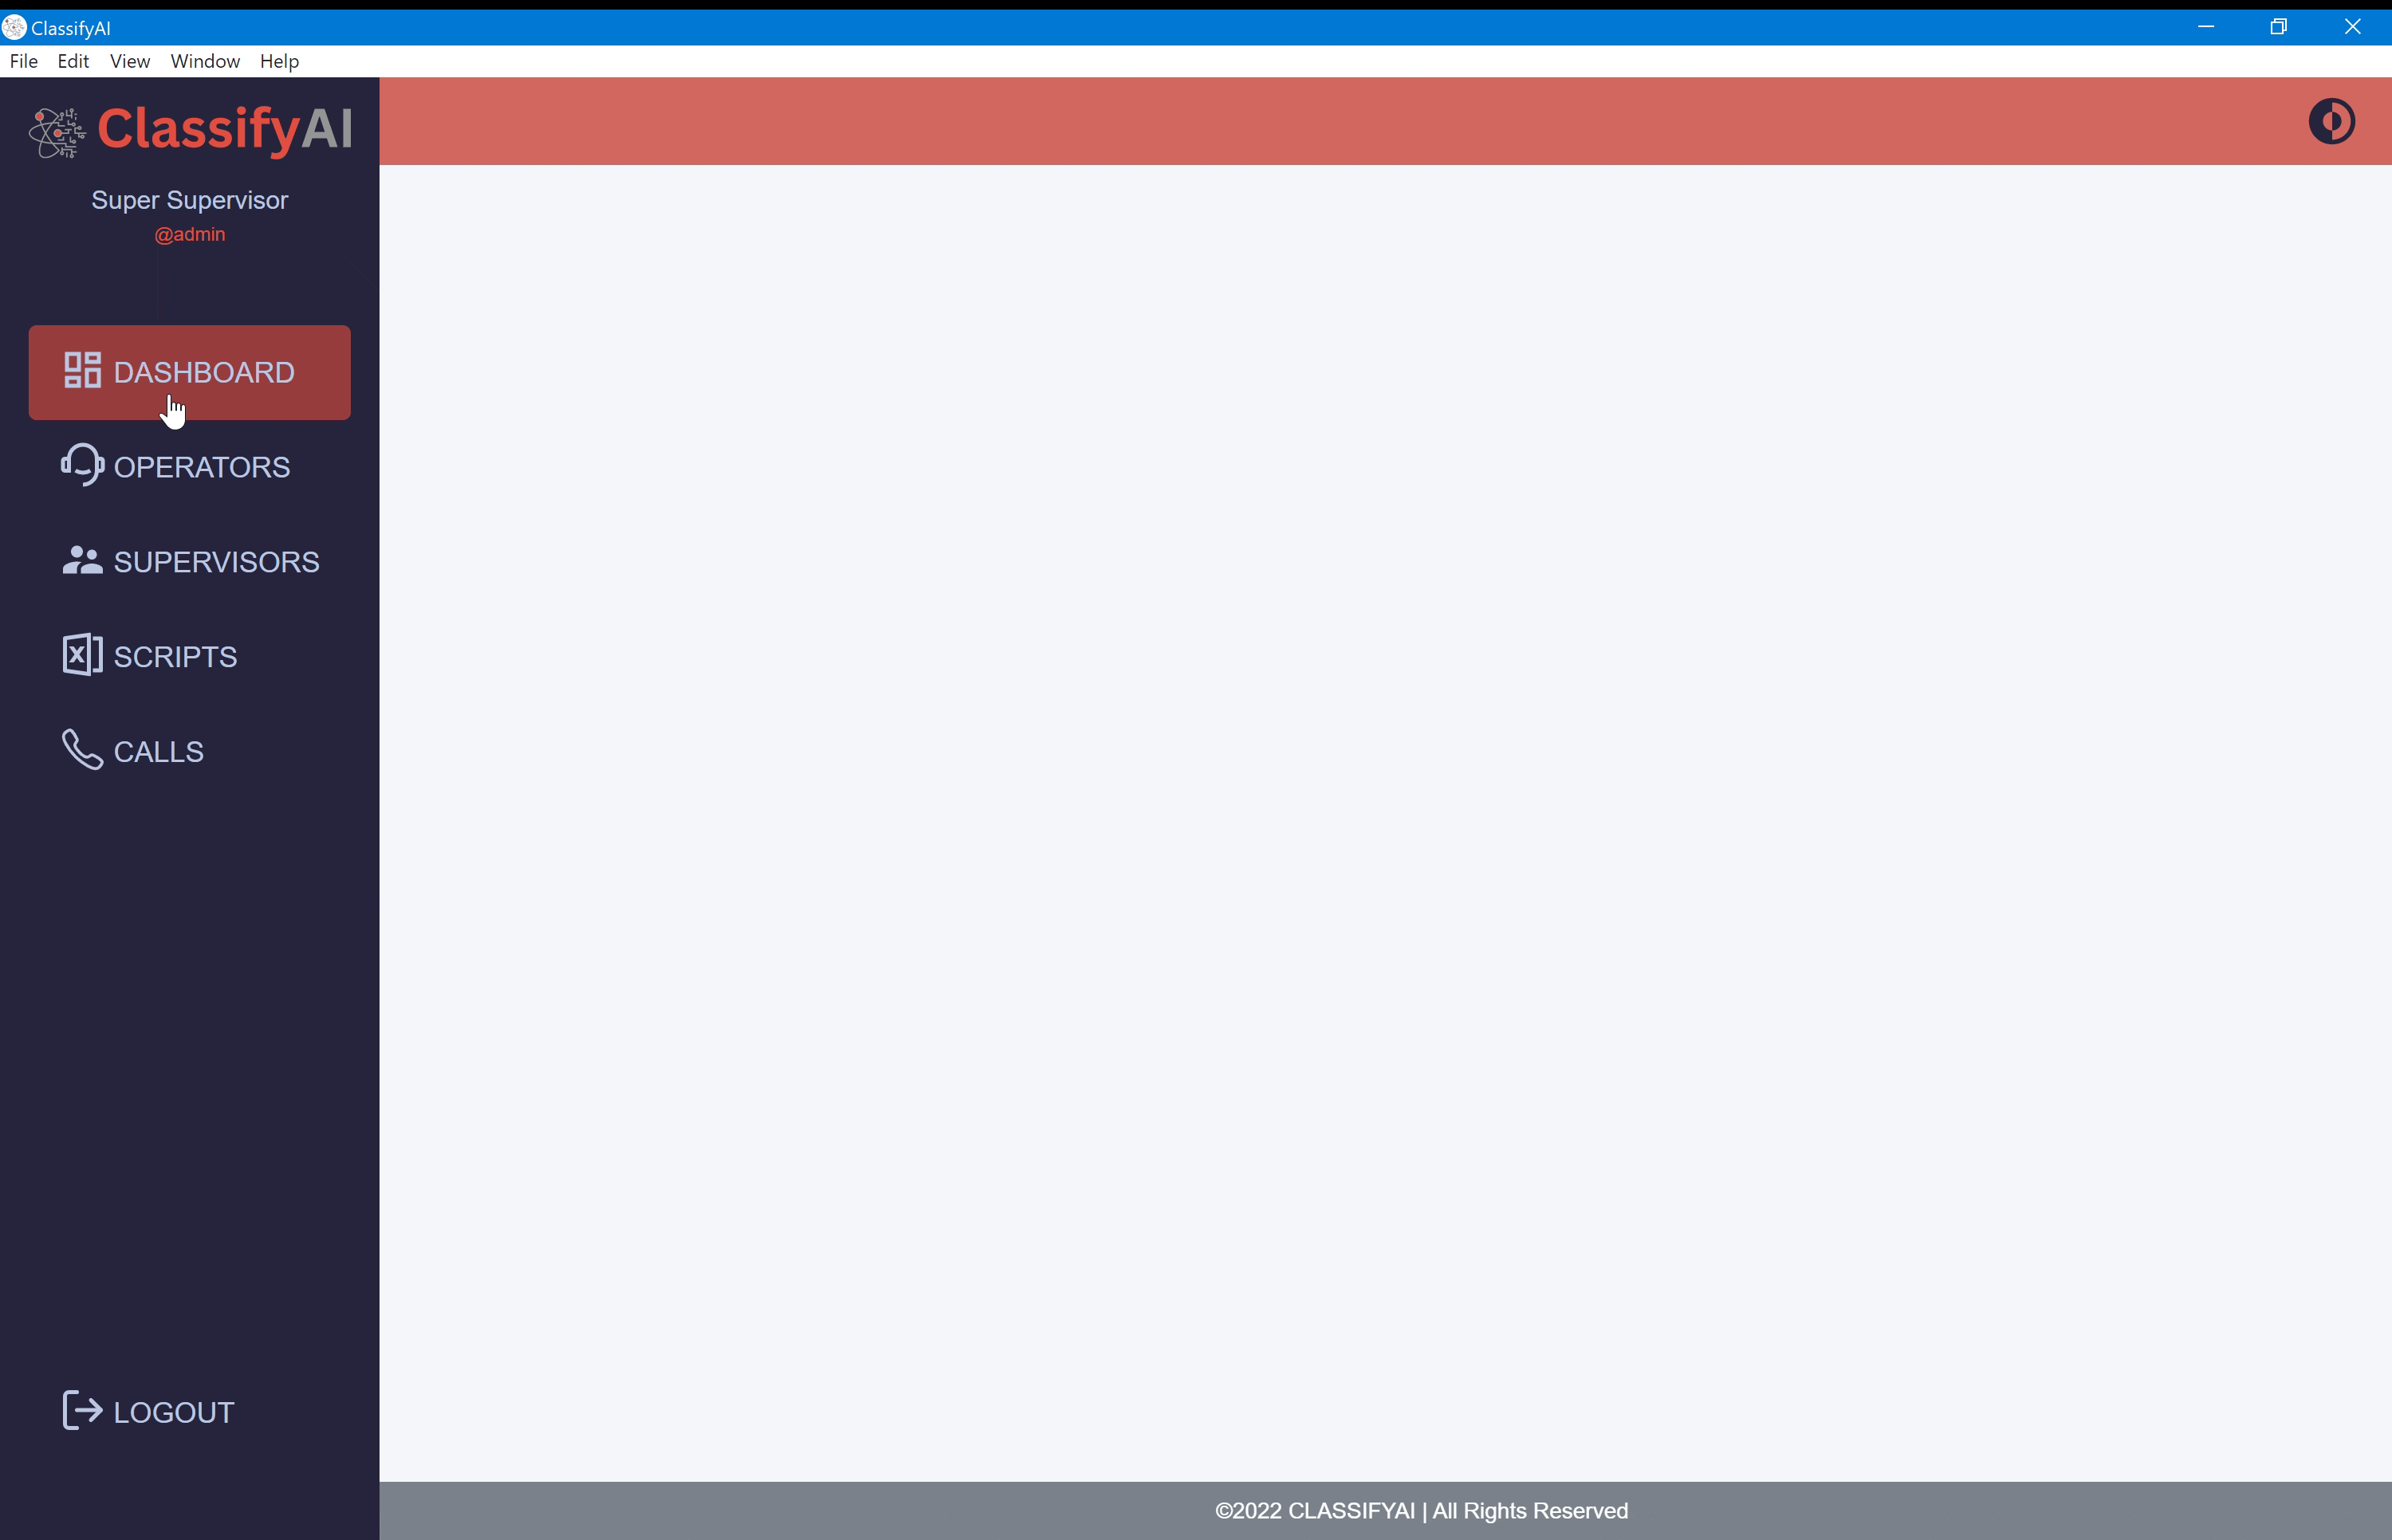 ClassifyAI
File Edit View Window Help
ClassifyAI
Super Supervisor
@admin
DASHBOARD
OPERATORS
SUPERVISORS
SCRIPTS
CALLS
LOGOUT
©2022 CLASSIFYAI | All Rights Reserved